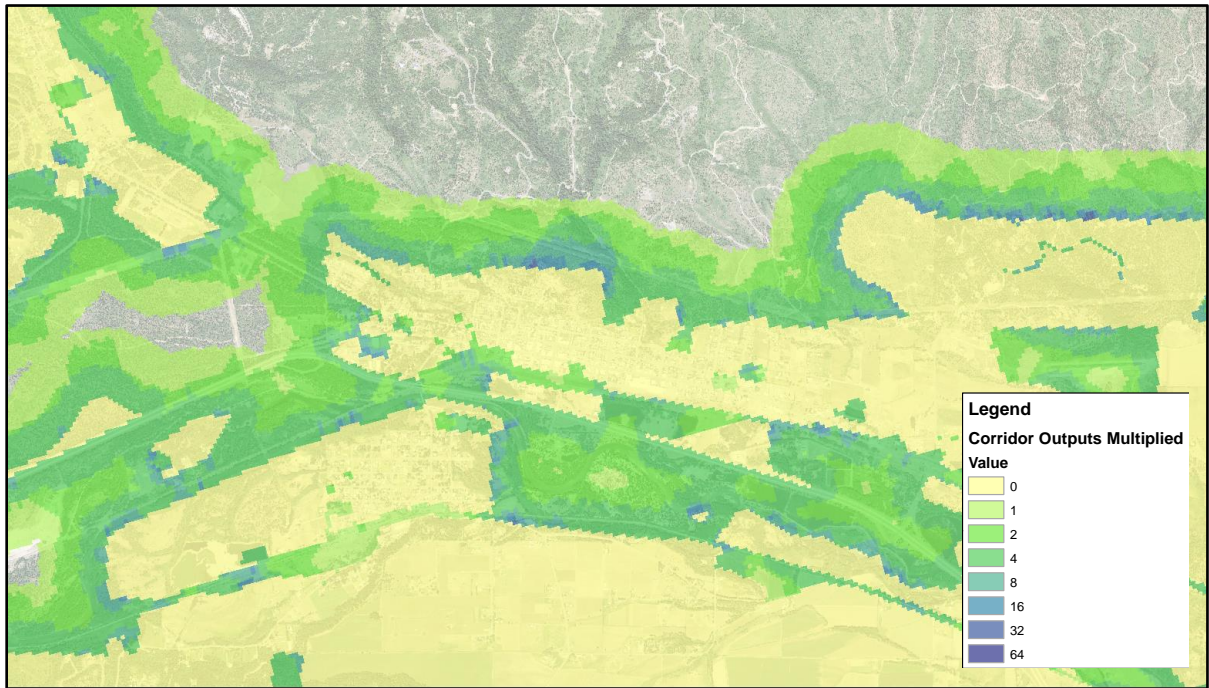 Legend
Corridor Outputs Multiplied
Value
0
1
2
4
8
16
32
64